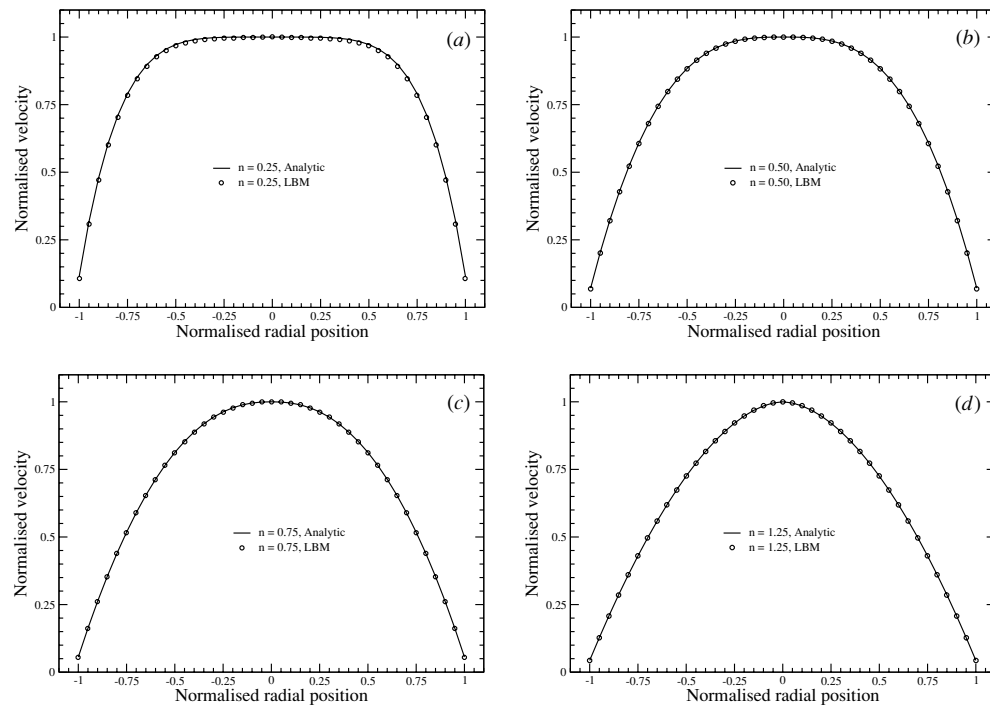 (a)
1
0.75
0.5
0.25
0
Normalised velocity
n = 0.25, Analytic
n = 0.25, LBM
-1 -0.75 -0.5 -0.25 0 0.25 0.5 0.75 1
Normalised radial position
(b)
1
0.75
0.5
0.25
0
Normalised velocity
n = 0.50, Analytic
n = 0.50, LBM
-1 -0.75 -0.5 -0.25 0 0.25 0.5 0.75 1
Normalised radial position
(c)
1
0.75
0.5
0.25
0
Normalised velocity
n = 0.75, Analytic
n = 0.75, LBM
-1 -0.75 -0.5 -0.25 0 0.25 0.5 0.75 1
Normalised radial position
(d)
1
0.75
0.5
0.25
0
Normalised velocity
n = 1.25, Analytic
n = 1.25, LBM
-1 -0.75 -0.5 -0.25 0 0.25 0.5 0.75 1
Normalised radial position